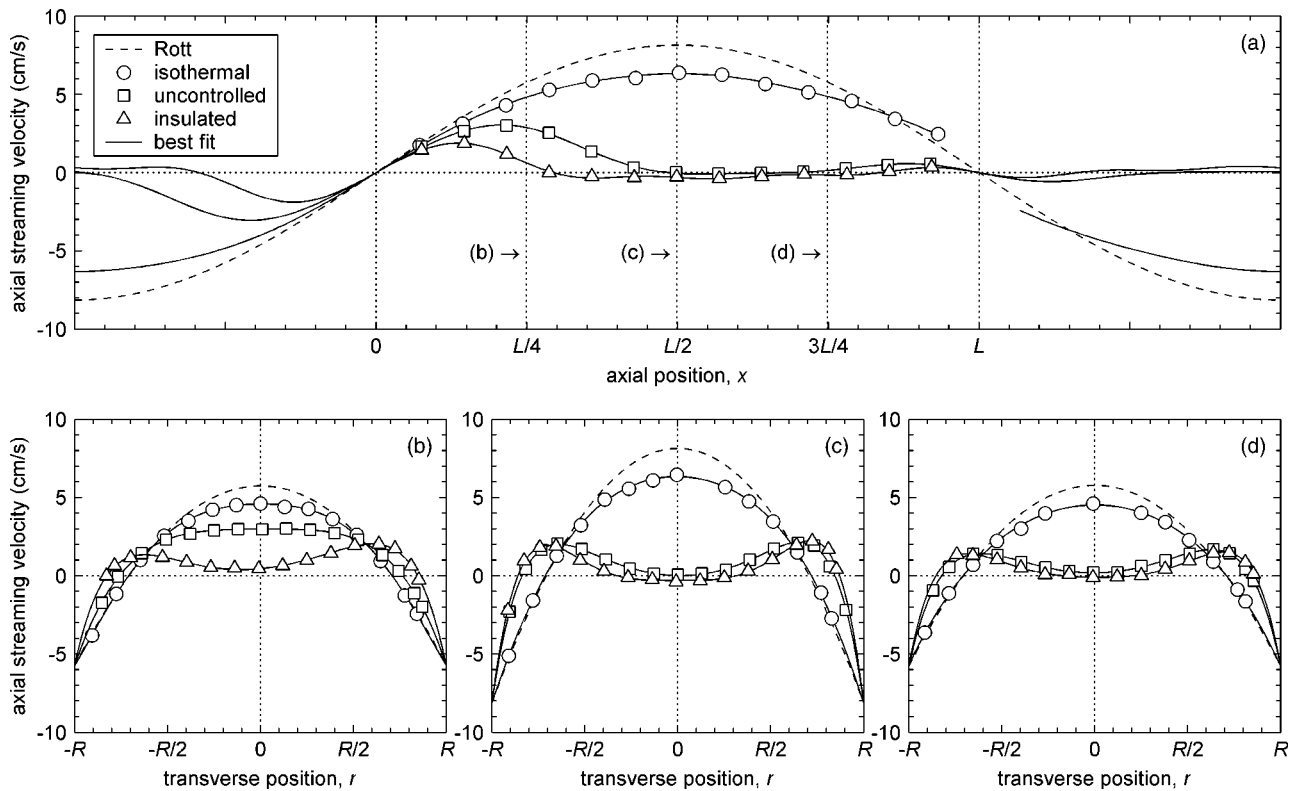 10
5
0
-5
-10
axial streaming velocity (cm/s)
Rott
isothermal
uncontrolled
insulated
best fit
(a)
(b) →
(c) →
(d) →
0
L/4
L/2
3L/4
L
axial position, x
10
5
0
-5
-10
axial streaming velocity (cm/s)
(b)
-R
-R/2
0
R/2
R
transverse position, r
10
5
0
-5
-10
(c)
-R
-R/2
0
R/2
R
transverse position, r
10
5
0
-5
-10
(d)
-R
-R/2
0
R/2
R
transverse position, r